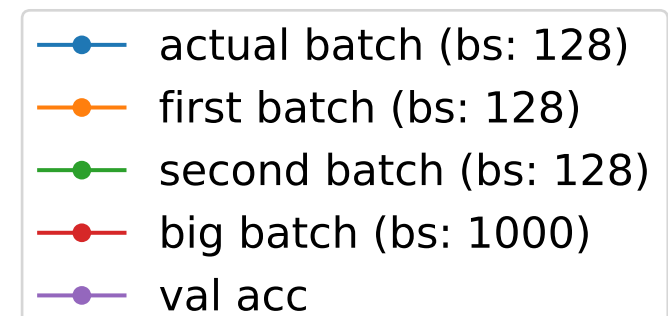 actual batch (bs: 128)
first batch (bs: 128)
second batch (bs: 128)
big batch (bs: 1000)
val acc